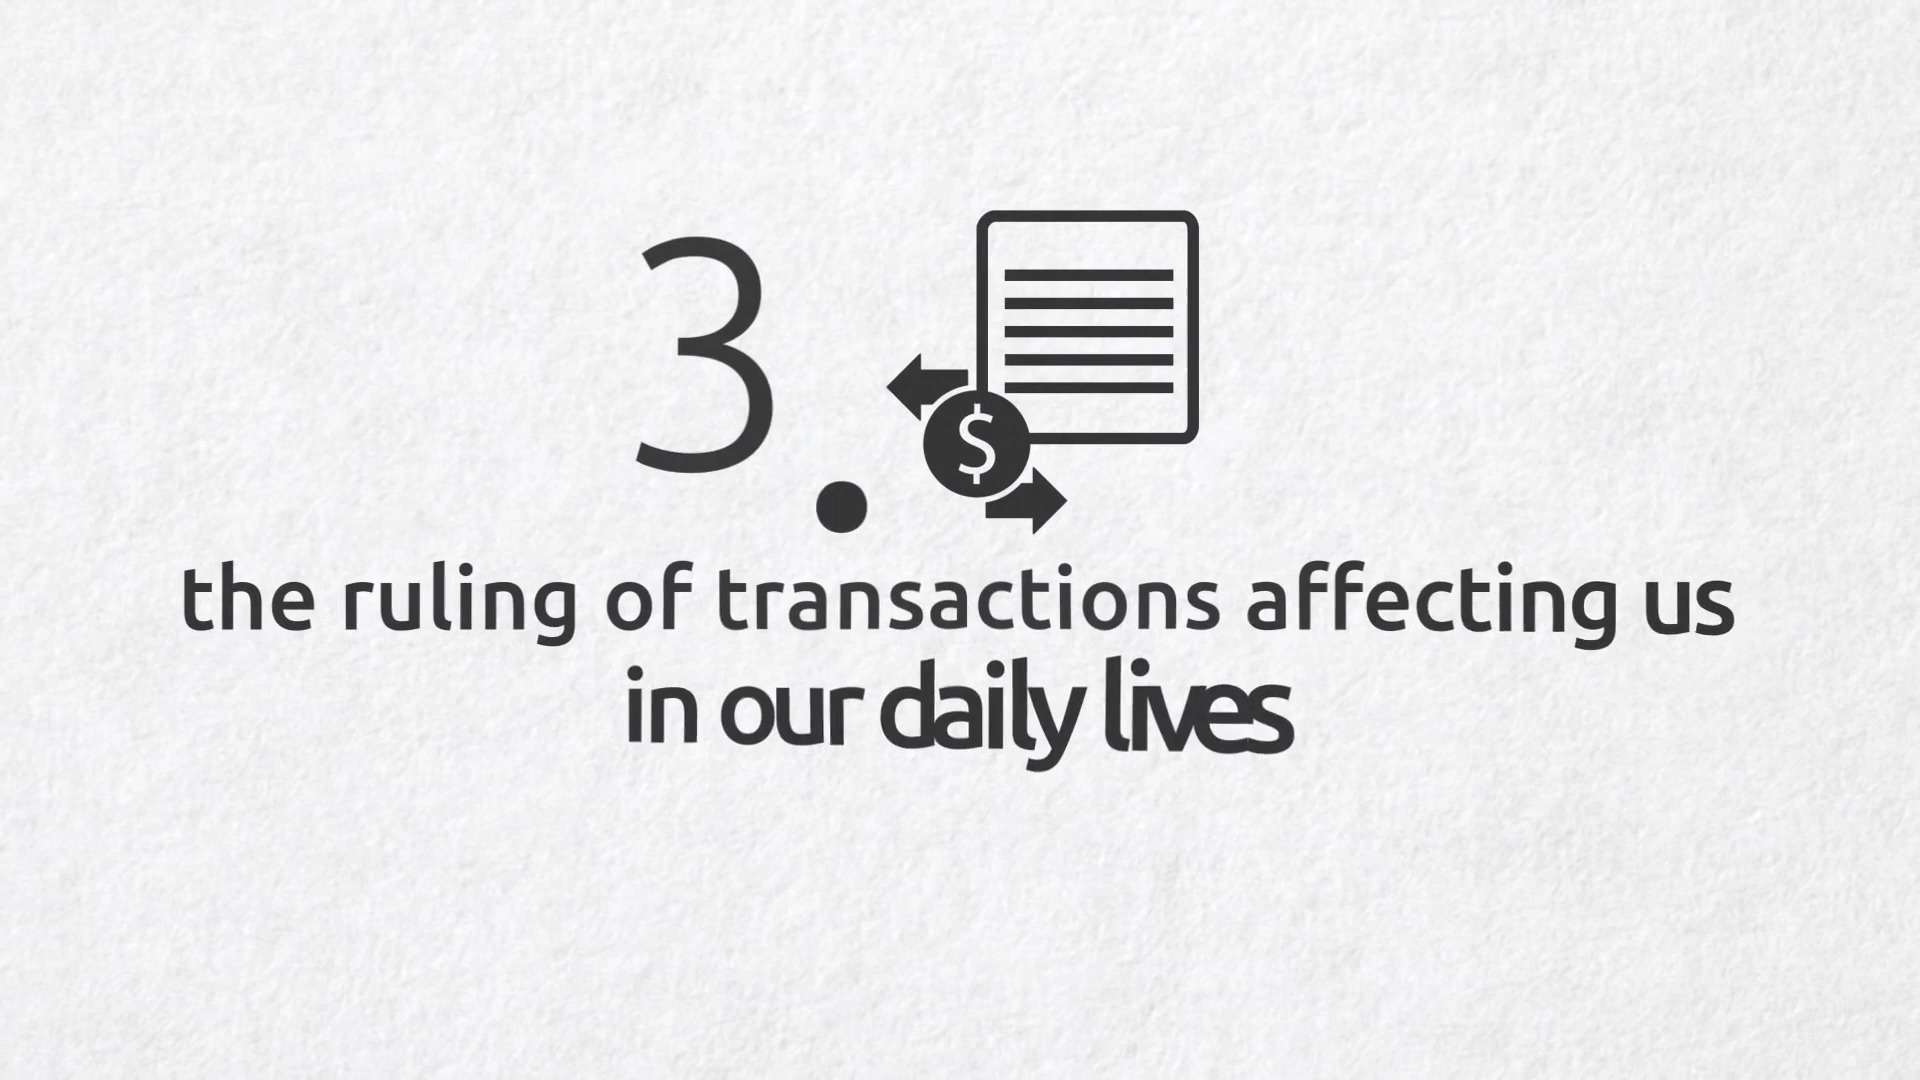 3.
$
the ruling of transactions affecting us
in our daily lives